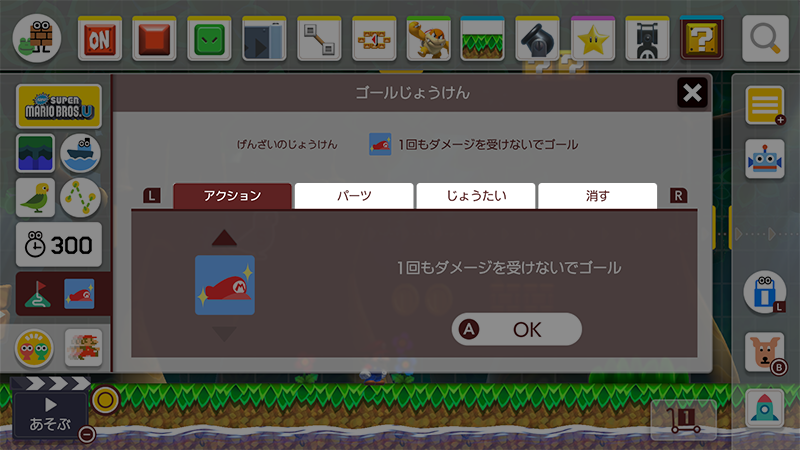 ON
ゴールじょうけん
NEW SUPER
MARIO BROS. U
げんざいのじょうけん
1回もダメージを受けないでゴール
L
アクション
パーツ
じょうたい
消す
R
300
1回もダメージを受けないでゴール
A OK
L
B
あそぶ
1